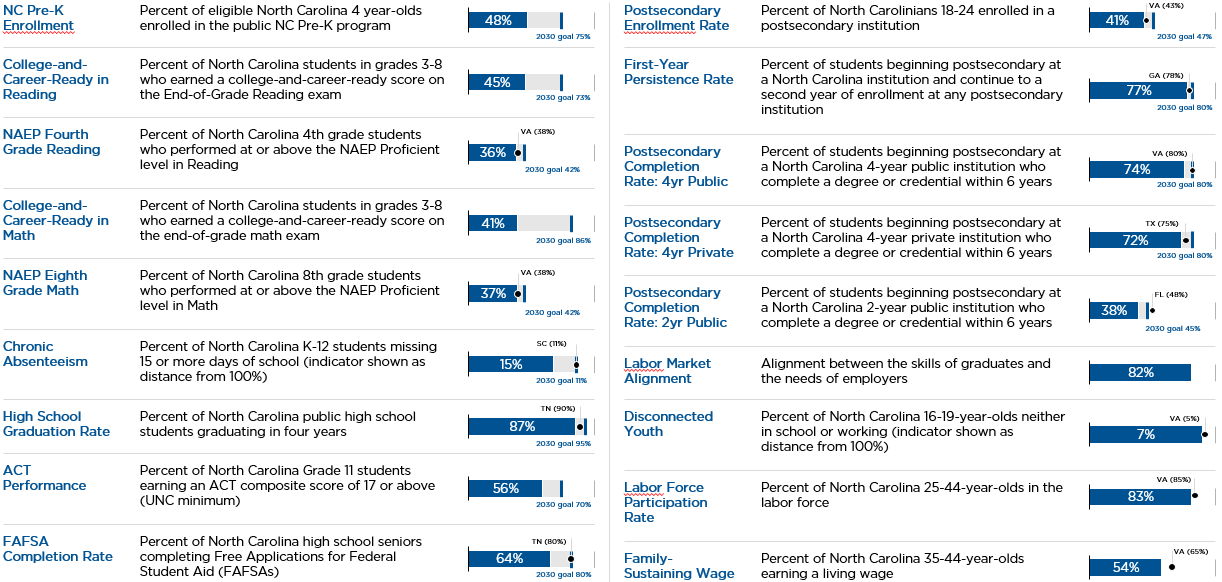 NC Pre-K
Enrollment
Percent of eligible North Carolina 4 year-olds
enrolled in the public NC Pre-K program
48%
2030 goal 75%
College-and-
Career-Ready in
Reading
Percent of North Carolina students in grades 3-8
who earned a college-and-career-ready score on
the End-of-Grade Reading exam
45%
2030 goal 73%
NAEP Fourth
Grade Reading
Percent of North Carolina 4th grade students
who performed at or above the NAEP Proficient
level in Reading
VA (38%)
36%
2030 goal 42%
College-and-
Career-Ready in
Math
Percent of North Carolina students in grades 3-8
who earned a college-and-career-ready score on
the end-of-grade math exam
41%
2030 goal 86%
NAEP Eighth
Grade Math
Percent of North Carolina 8th grade students
who performed at or above the NAEP Proficient
level in Math
VA (38%)
37%
2030 goal 42%
Chronic
Absenteeism
Percent of North Carolina K-12 students missing
15 or more days of school (indicator shown as
distance from 100%)
SC (11%)
15%
2030 goal 11%
High School
Graduation Rate
Percent of North Carolina public high school
students graduating in four years
TN (90%)
87%
2030 goal 95%
ACT
Performance
Percent of North Carolina Grade 11 students
earning an ACT composite score of 17 or above
(UNC minimum)
56%
2030 goal 70%
FAFSA
Completion Rate
Percent of North Carolina high school seniors
completing Free Applications for Federal
Student Aid (FAFSAs)
TN (80%)
64%
2030 goal 80%
Postsecondary
Enrollment Rate
Percent of North Carolinians 18-24 enrolled in a
postsecondary institution
VA (43%)
41%
2030 goal 47%
First-Year
Persistence Rate
Percent of students beginning postsecondary at
a North Carolina institution and continue to a
second year of enrollment at any postsecondary
institution
GA (78%)
77%
2030 goal 80%
Postsecondary
Completion
Rate: 4yr Public
Percent of students beginning postsecondary at
a North Carolina 4-year public institution who
complete a degree or credential within 6 years
VA (80%)
74%
2030 goal 80%
Postsecondary
Completion
Rate: 4yr Private
Percent of students beginning postsecondary at
a North Carolina 4-year private institution who
complete a degree or credential within 6 years
TX (75%)
72%
2030 goal 80%
Postsecondary
Completion
Rate: 2yr Public
Percent of students beginning postsecondary at
a North Carolina 2-year public institution who
complete a degree or credential within 6 years
FL (48%)
38%
2030 goal 45%
Labor Market
Alignment
Alignment between the skills of graduates and
the needs of employers
82%
Disconnected
Youth
Percent of North Carolina 16-19-year-olds neither
in school or working (indicator shown as
distance from 100%)
VA (5%)
7%
Labor Force
Participation
Rate
Percent of North Carolina 25-44-year-olds in the
labor force
VA (85%)
83%
Family-
Sustaining Wage
Percent of North Carolina 35-44-year-olds
earning a living wage
VA (65%)
54%